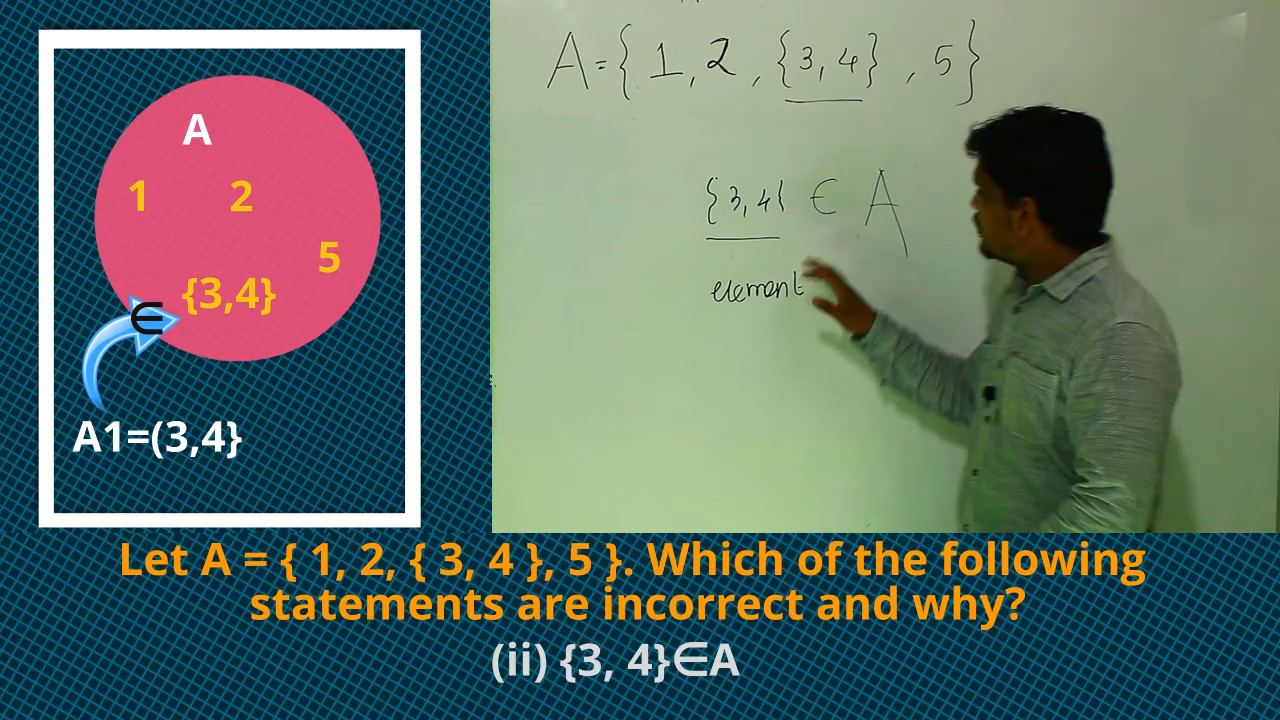 A
1 2
5
{3,4}
∈
A1=(3,4}
A={ 1, 2, {3,4} , 5}
{3,4} ∈ A
element
Let A = { 1, 2, { 3, 4 }, 5 }. Which of the following
statements are incorrect and why?
(ii) {3, 4}∈A